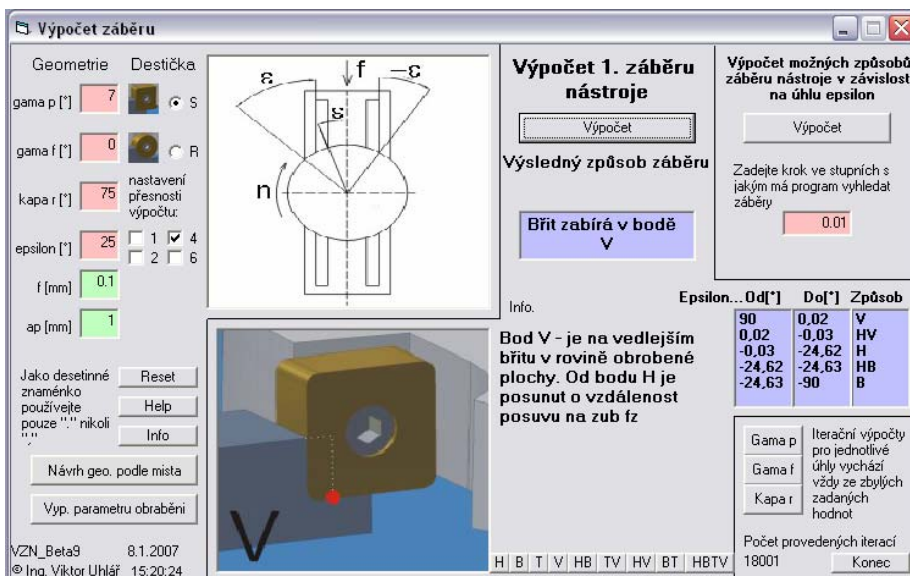 Výpočet záběru
Geometrie Destička
gama p [°] 7 S
gama f [°] 0 R
kapa r [°] 75
epsilon [°] 25
f [mm] 0.1
ap [mm] 1
nastavení
přesnosti
výpočtu:
1 4
2 6
Jako desetinné
znaménko
používejte
pouze "." nikoli
","
Reset
Help
Info
Návrh geo. podle mista
Vyp. parametru obraběni
VZN_Beta9 8.1.2007
© Ing. Viktor Uhlář 15:20:24
ε f -ε
ε
n
V
Výpočet 1. záběru
nástroje
Výpočet
Výsledný způsob záběru
Břit zabírá v bodě
V
Info.
Bod V - je na vedlejším
břitu v rovině obrobené
plochy. Od bodu H je
posunut o vzdálenost
posuvu na zub fz
H B T V HB TV HV BT HBTV
Výpočet možných způsobů
záběru nástroje v závislost
na úhlu epsilon
Výpočet
Zadejte krok ve stupních s
jakým má program vyhledat
záběry
0.01
Epsilon...Od[°] Do[°] Způsob
90 0,02 V
0,02 -0,03 HV
-0,03 -24,62 H
-24,62 -24,63 HB
-24,63 -90 B
Gama p
Gama f
Kapa r
Iterační výpočty
pro jednotlivé
úhly vychází
vždy ze zbylých
zadaných
hodnot
Počet provedených iterací
18001 Konec